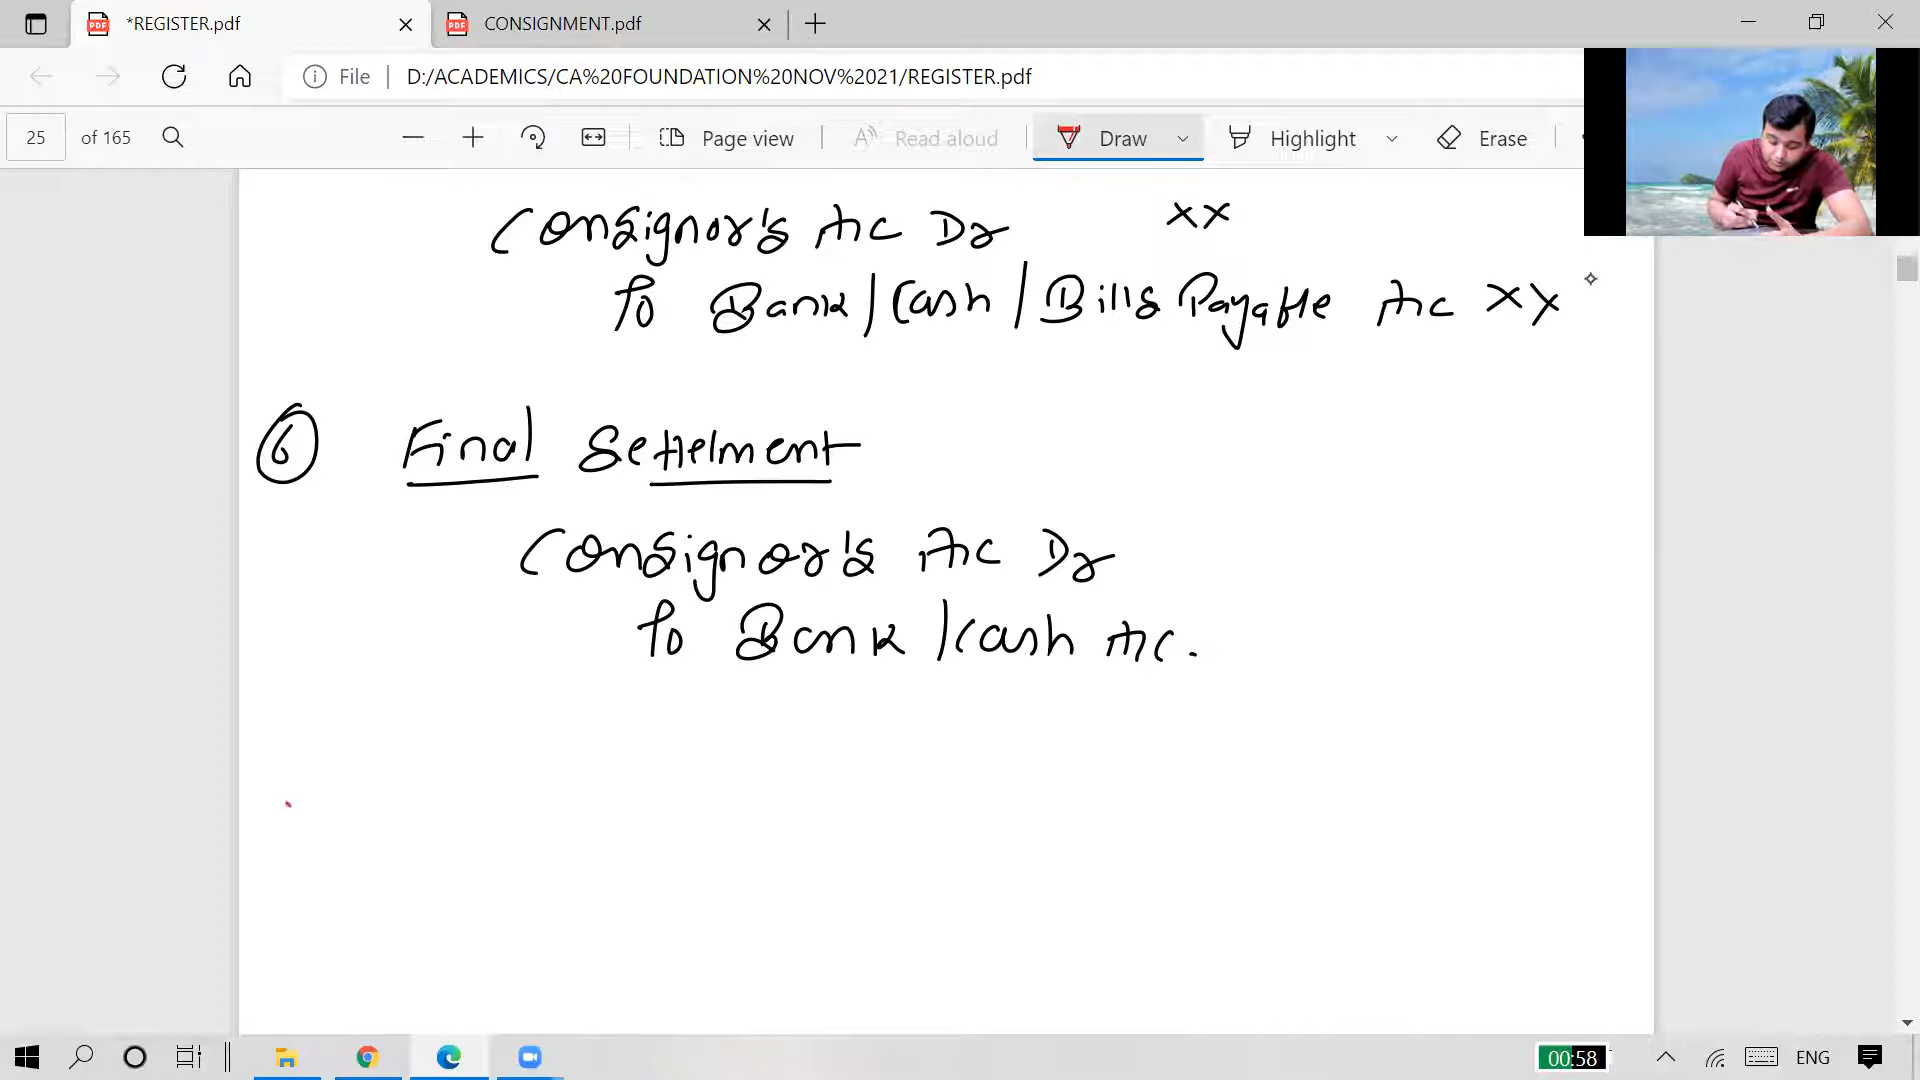 *REGISTER.pdf
CONSIGNMENT.pdf
File
D:/ACADEMICS/CA%20FOUNDATION%20NOV%2021/REGISTER.pdf
25 of 165
Page view
Read aloud
Draw
Highlight
Erase
Consignor's A/c Dr xx
To Bank/Cash/Bills Payable A/c xx
6 Final Settelment
Consignor's A/c Dr
To Bank/Cash A/c.
00:58
ENG